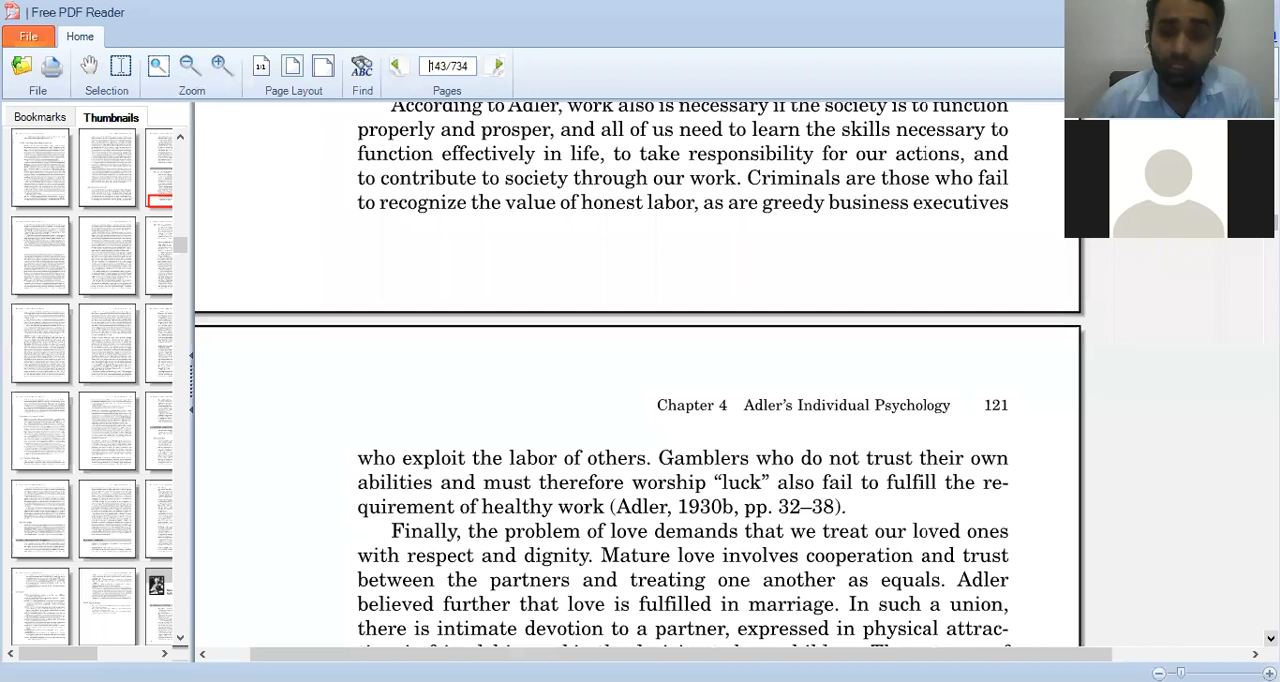 | Free PDF Reader
File
Home
1:1
ABC
143/734
File
Selection
Zoom
Page Layout
Find
Pages
Bookmarks
Thumbnails
According to Adler, work also is necessary if the society is to function
properly and prosper, and all of us need to learn the skills necessary to
function effectively in life, to take responsibility for our actions, and
to contribute to society through our work. Criminals are those who fail
to recognize the value of honest labor, as are greedy business executives
Chapter 4 Adler's Individual Psychology 121
who exploit the labor of others. Gamblers who do not trust their own
abilities and must therefore worship “luck” also fail to fulfill the re-
quirement of healthy work (Adler, 1930b, pp. 32–38).
Finally, the problem of love demands that we treat our loved ones
with respect and dignity. Mature love involves cooperation and trust
between the partners and treating one another as equals. Adler
believed further that love is fulfilled in marriage. In such a union,
there is intimate devotion to a partner, expressed in physical attrac-